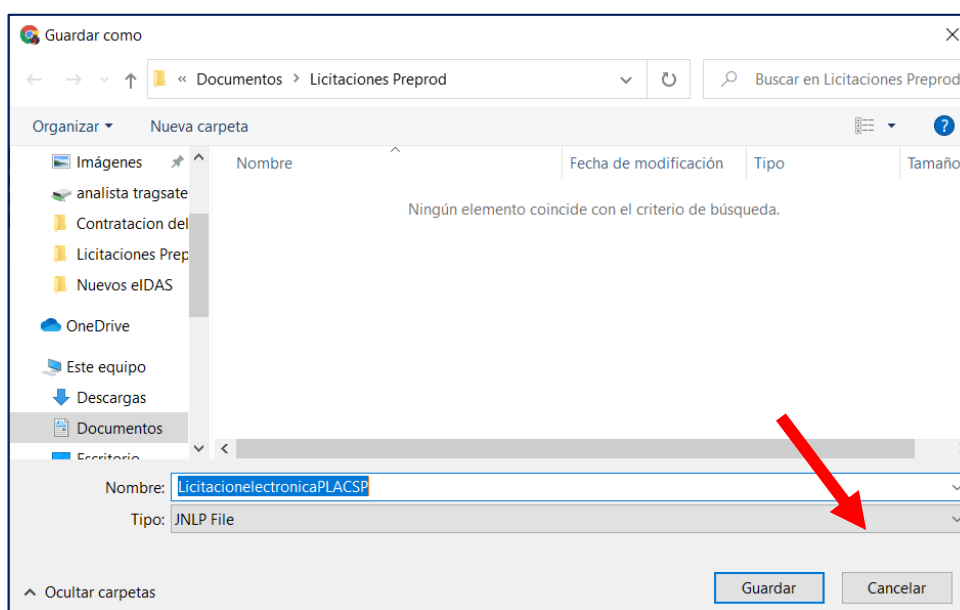 Guardar como
« Documentos > Licitaciones Preprod
Buscar en Licitaciones Preprod
Organizar
Nueva carpeta
?
Imágenes
analista tragsate
Contratacion del
Licitaciones Prep
Nuevos eIDAS
OneDrive
Este equipo
Descargas
Documentos
Escritorio
Nombre
Fecha de modificación
Tipo
Tamaño
Ningún elemento coincide con el criterio de búsqueda.
Nombre: LicitacionelectronicaPLACSP
Tipo: JNLP File
Ocultar carpetas
Guardar
Cancelar